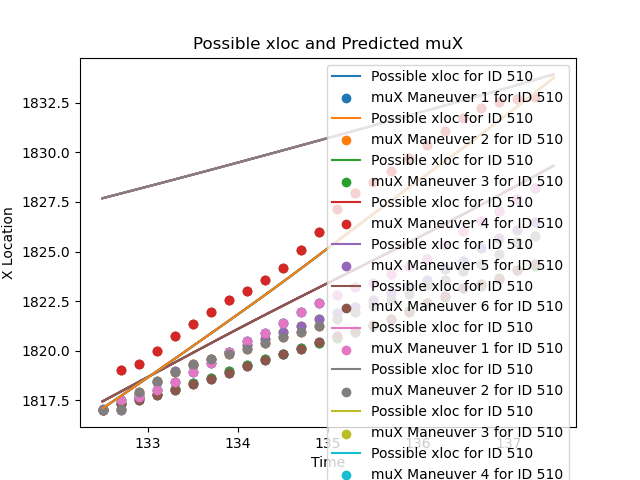 Possible xloc and Predicted muX
X Location
1832.5
1830.0
1827.5
1825.0
1822.5
1820.0
1817.5
133
134
135
136
137
Time
Possible xloc for ID 510
muX Maneuver 1 for ID 510
Possible xloc for ID 510
muX Maneuver 2 for ID 510
Possible xloc for ID 510
muX Maneuver 3 for ID 510
Possible xloc for ID 510
muX Maneuver 4 for ID 510
Possible xloc for ID 510
muX Maneuver 5 for ID 510
Possible xloc for ID 510
muX Maneuver 6 for ID 510
Possible xloc for ID 510
muX Maneuver 1 for ID 510
Possible xloc for ID 510
muX Maneuver 2 for ID 510
Possible xloc for ID 510
muX Maneuver 3 for ID 510
Possible xloc for ID 510
muX Maneuver 4 for ID 510